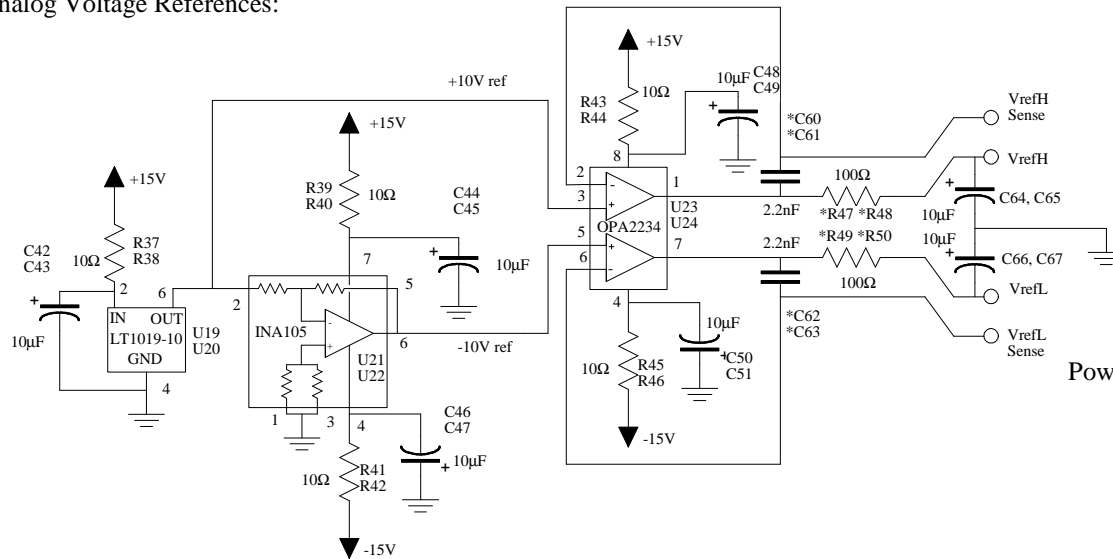 nalog Voltage References:
+15V
+10V ref
R43
R44
10Ω
10µF
C48
C49
+
*C60
*C61
VrefH
Sense
VrefH
+15V
R39
R40
10Ω
C44
C45
+
10µF
7
+15V
R37
R38
10Ω
C42
C43
+
10µF
2
6
IN OUT
LT1019-10
GND
U19
U20
4
2
5
INA105
-
+
6
U21
U22
-10V ref
1
3
4
C46
C47
10µF
+
10Ω
R41
R42
-15V
8
2
-
3
+
1
U23
U24
OPA2234
5
+
6
-
7
4
2.2nF
100Ω
*R47 *R48
2.2nF
*R49 *R50
100Ω
+
C64, C65
10µF
10µF
+
C66, C67
VrefL
*C62
*C63
VrefL
Sense
10µF
+
C50
C51
10Ω
R45
R46
-15V
Pow